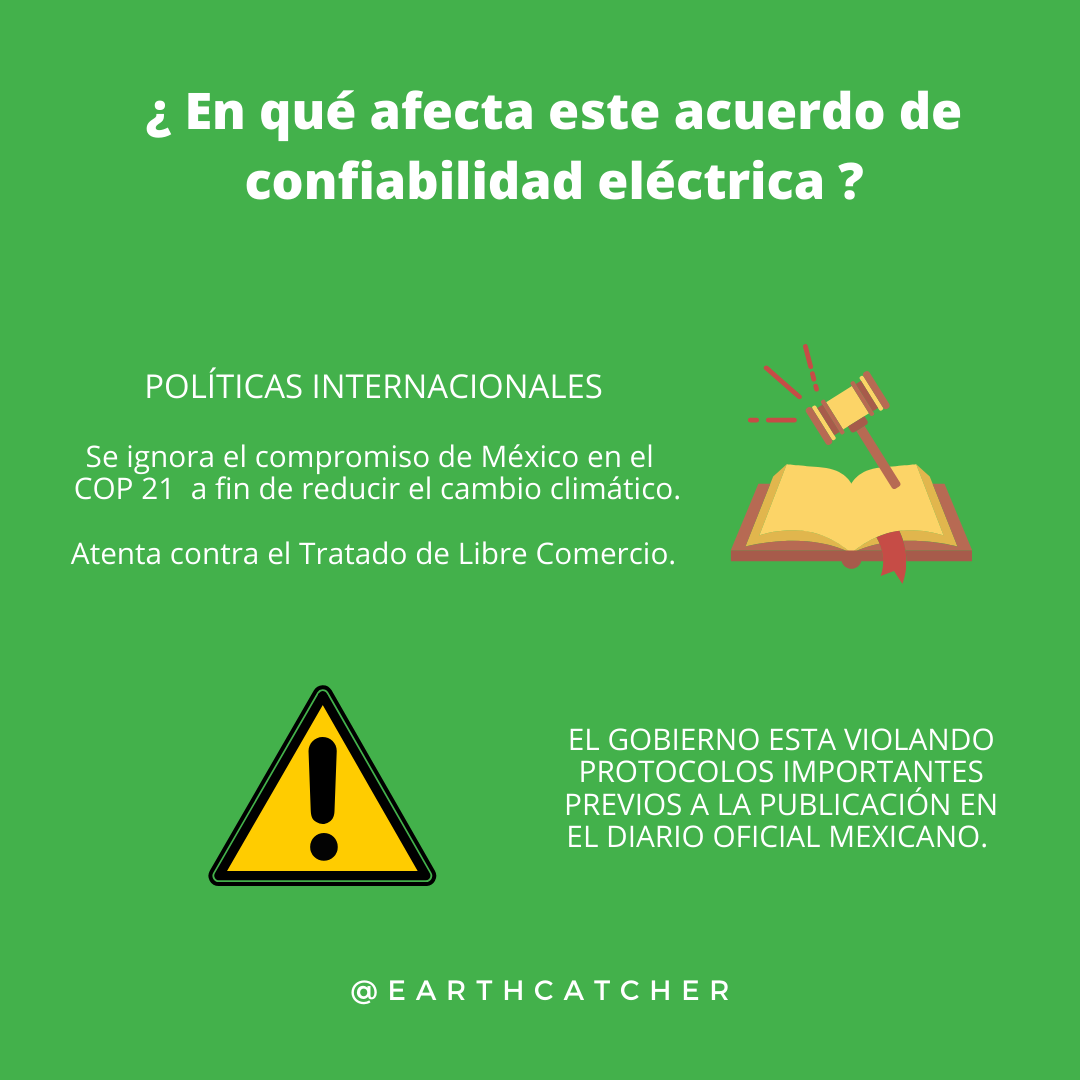 ¿ En qué afecta este acuerdo de
confiabilidad eléctrica ?
POLÍTICAS INTERNACIONALES
Se ignora el compromiso de México en el
COP 21 a fin de reducir el cambio climático.
Atenta contra el Tratado de Libre Comercio.
EL GOBIERNO ESTA VIOLANDO
PROTOCOLOS IMPORTANTES
PREVIOS A LA PUBLICACIÓN EN
EL DIARIO OFICIAL MEXICANO.
@EARTHCATCHER